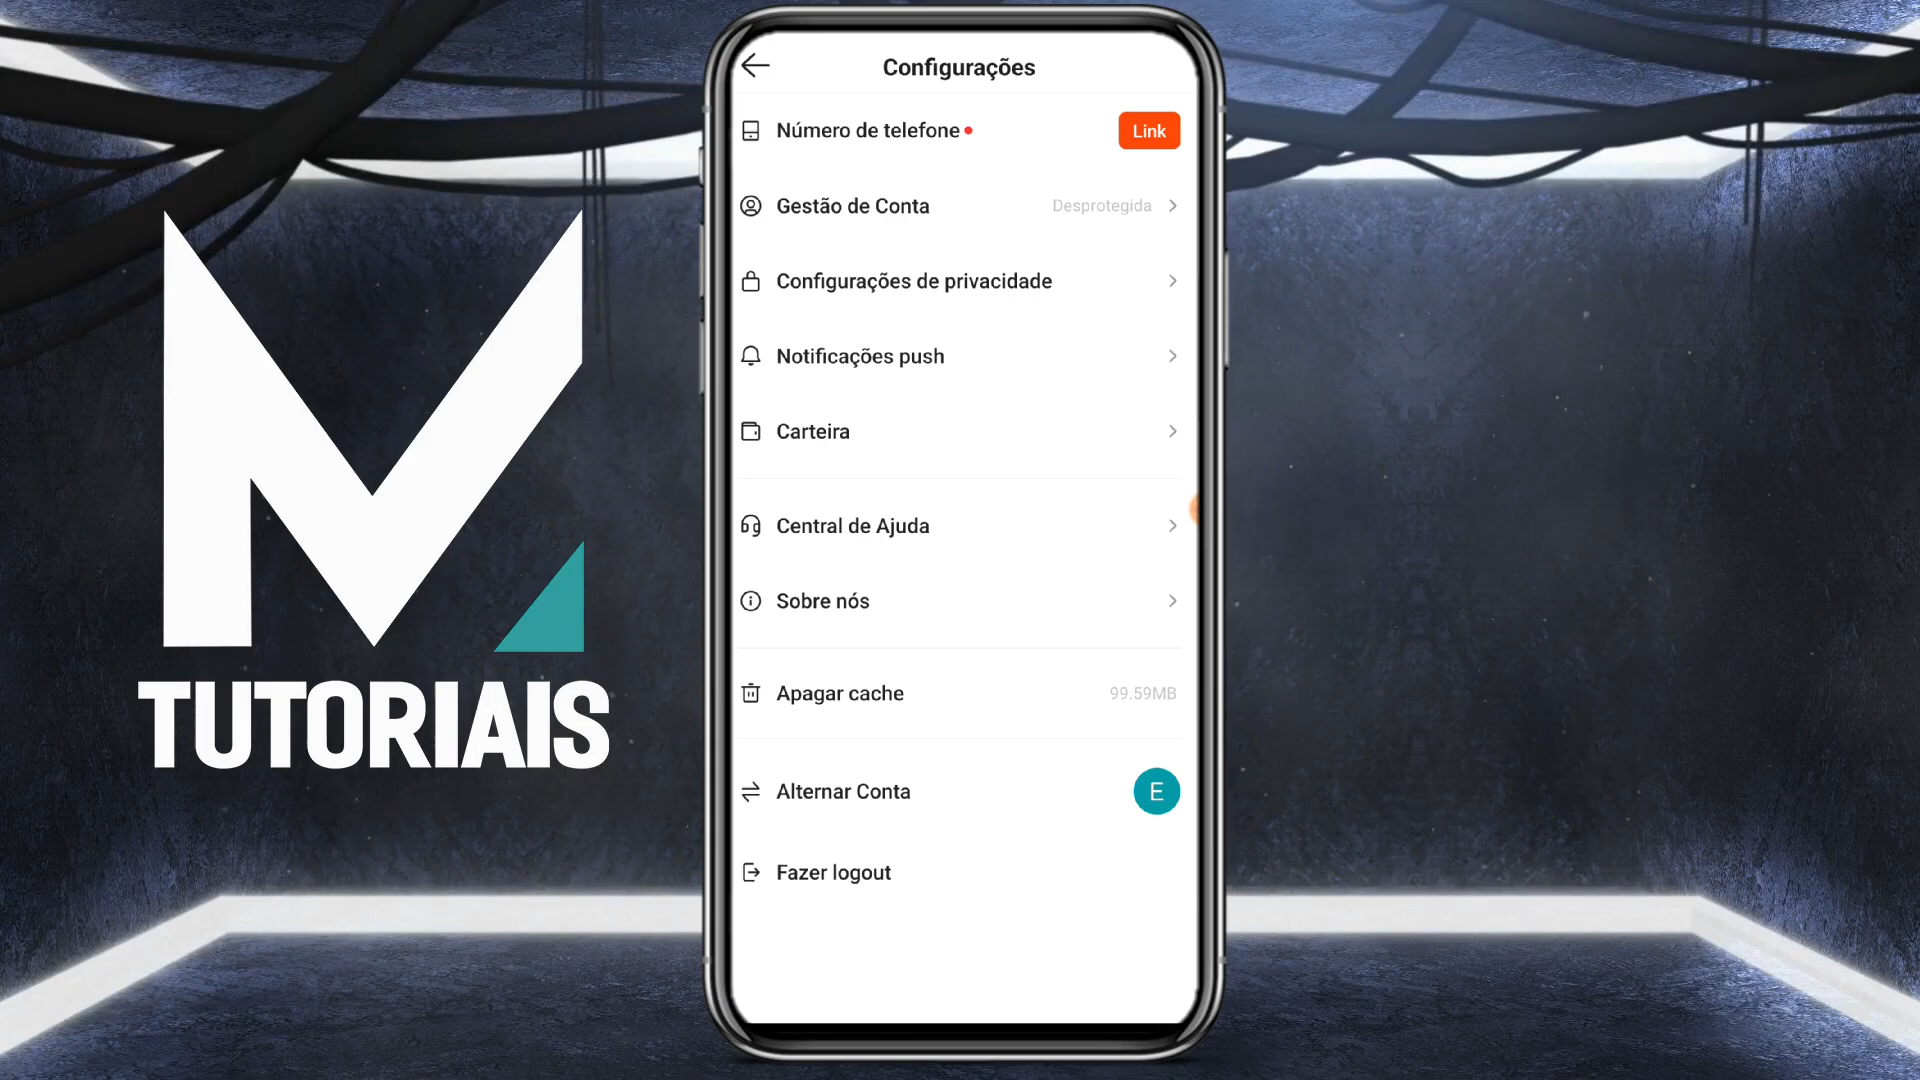 Configurações
Número de telefone
Link
Gestão de Conta
Desprotegida
Configurações de privacidade
Notificações push
Carteira
Central de Ajuda
Sobre nós
Apagar cache
99.59MB
Alternar Conta
E
Fazer logout
M
TUTORIAIS